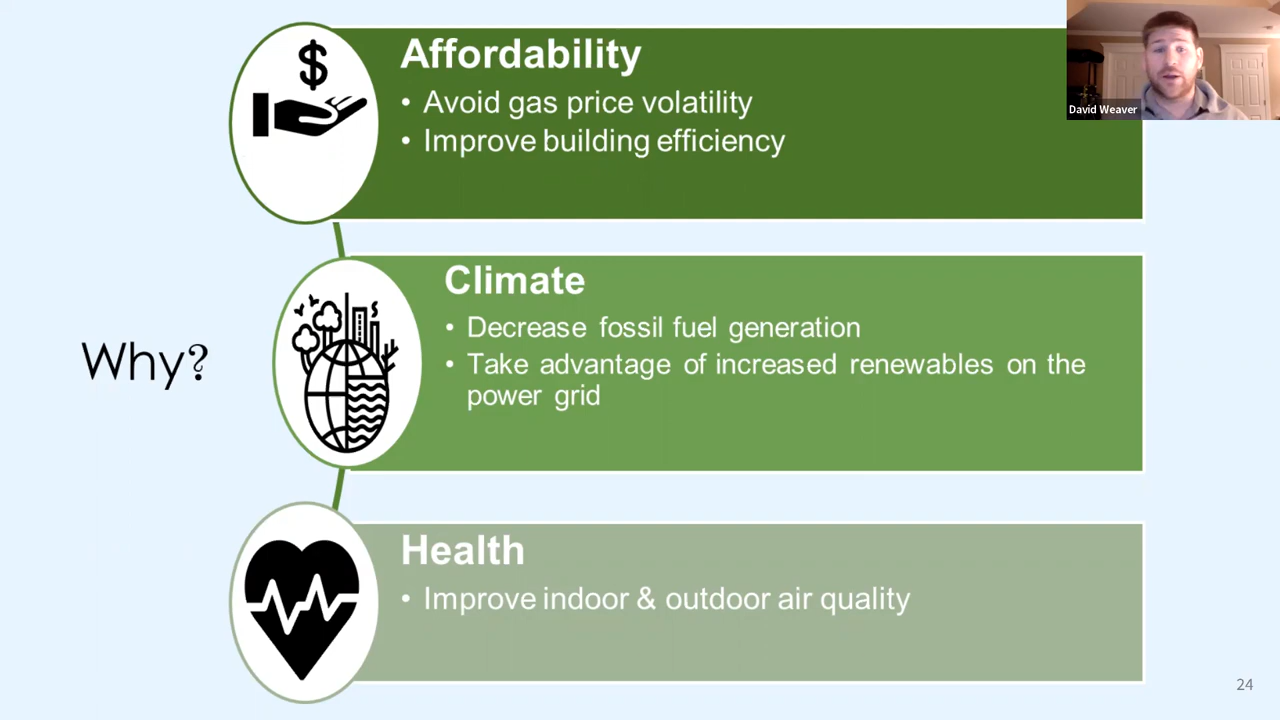 Affordability
• Avoid gas price volatility
• Improve building efficiency
David Weaver
Why?
Climate
• Decrease fossil fuel generation
• Take advantage of increased renewables on the
power grid
Health
• Improve indoor & outdoor air quality
24